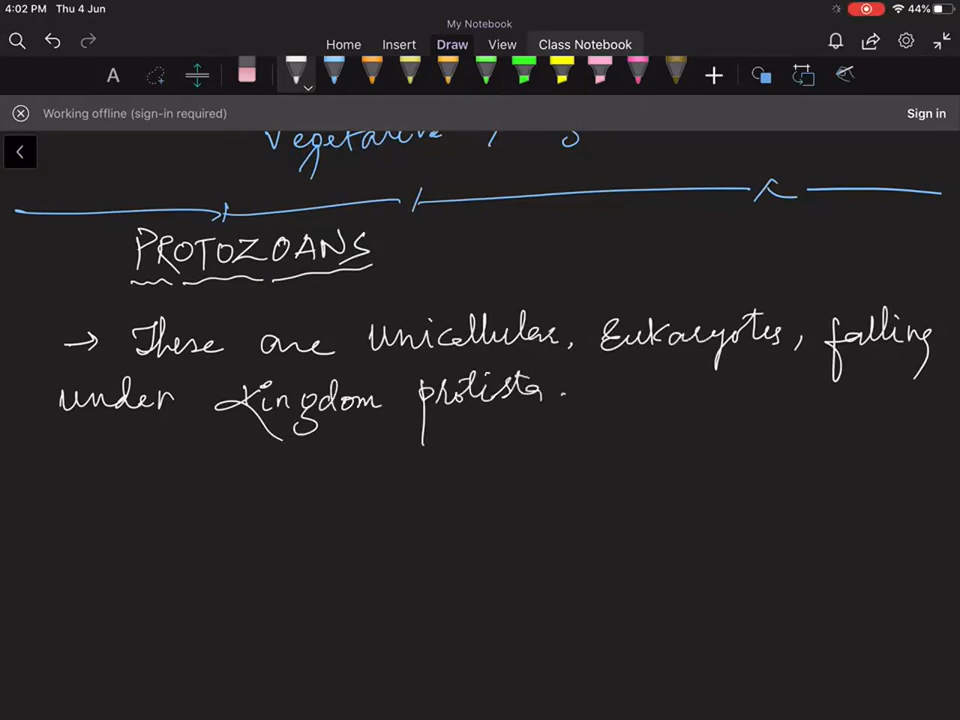 4:02 PM Thu 4 Jun
44%
My Notebook
Home Insert Draw View Class Notebook
A
Working offline (sign-in required) Sign in
Vegetative
PROTOZOANS
→ These are Unicellular, Eukaryotes, falling
under Kingdom protista.